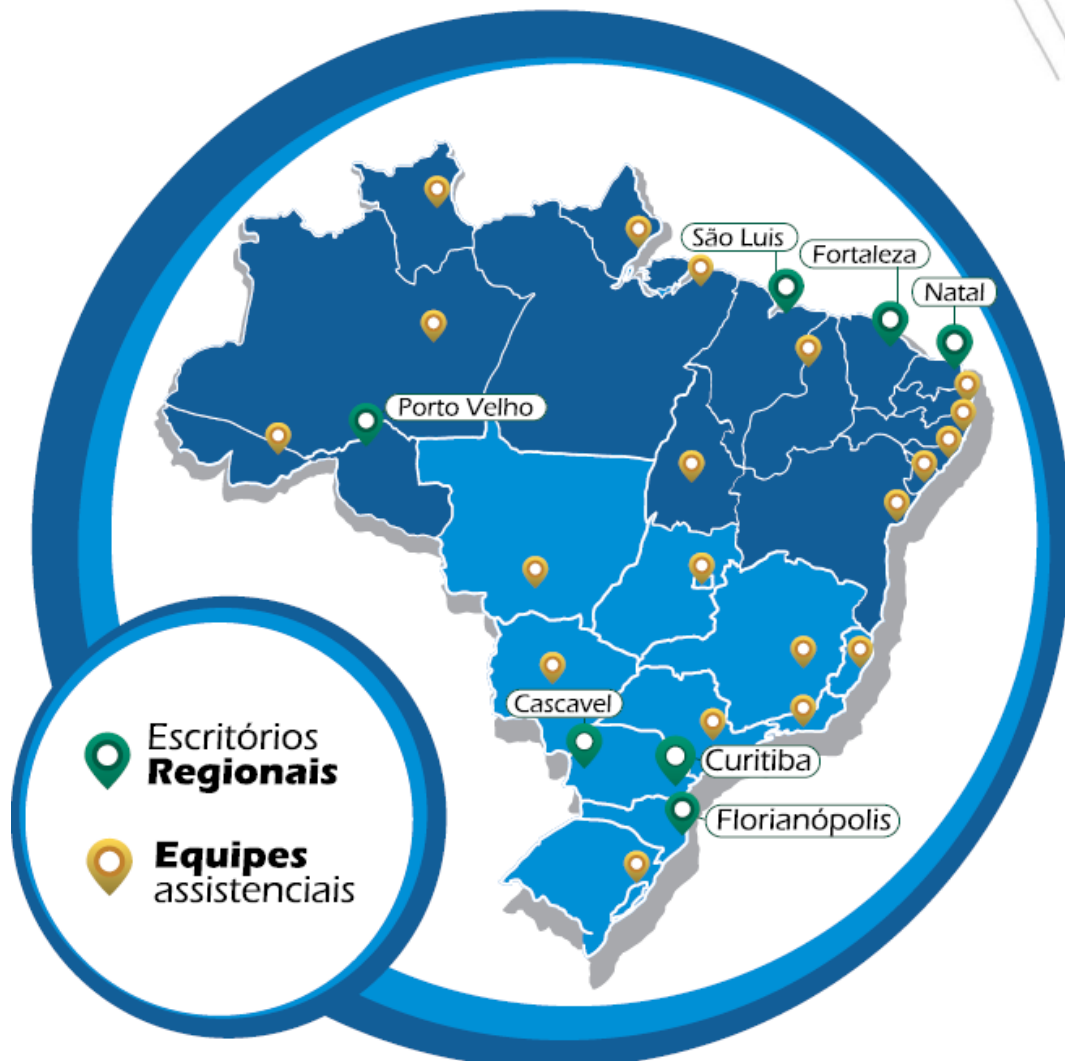 São Luis
Fortaleza
Natal
Porto Velho
Cascavel
Curitiba
Florianópolis
Escritórios
Regionais
Equipes
assistenciais